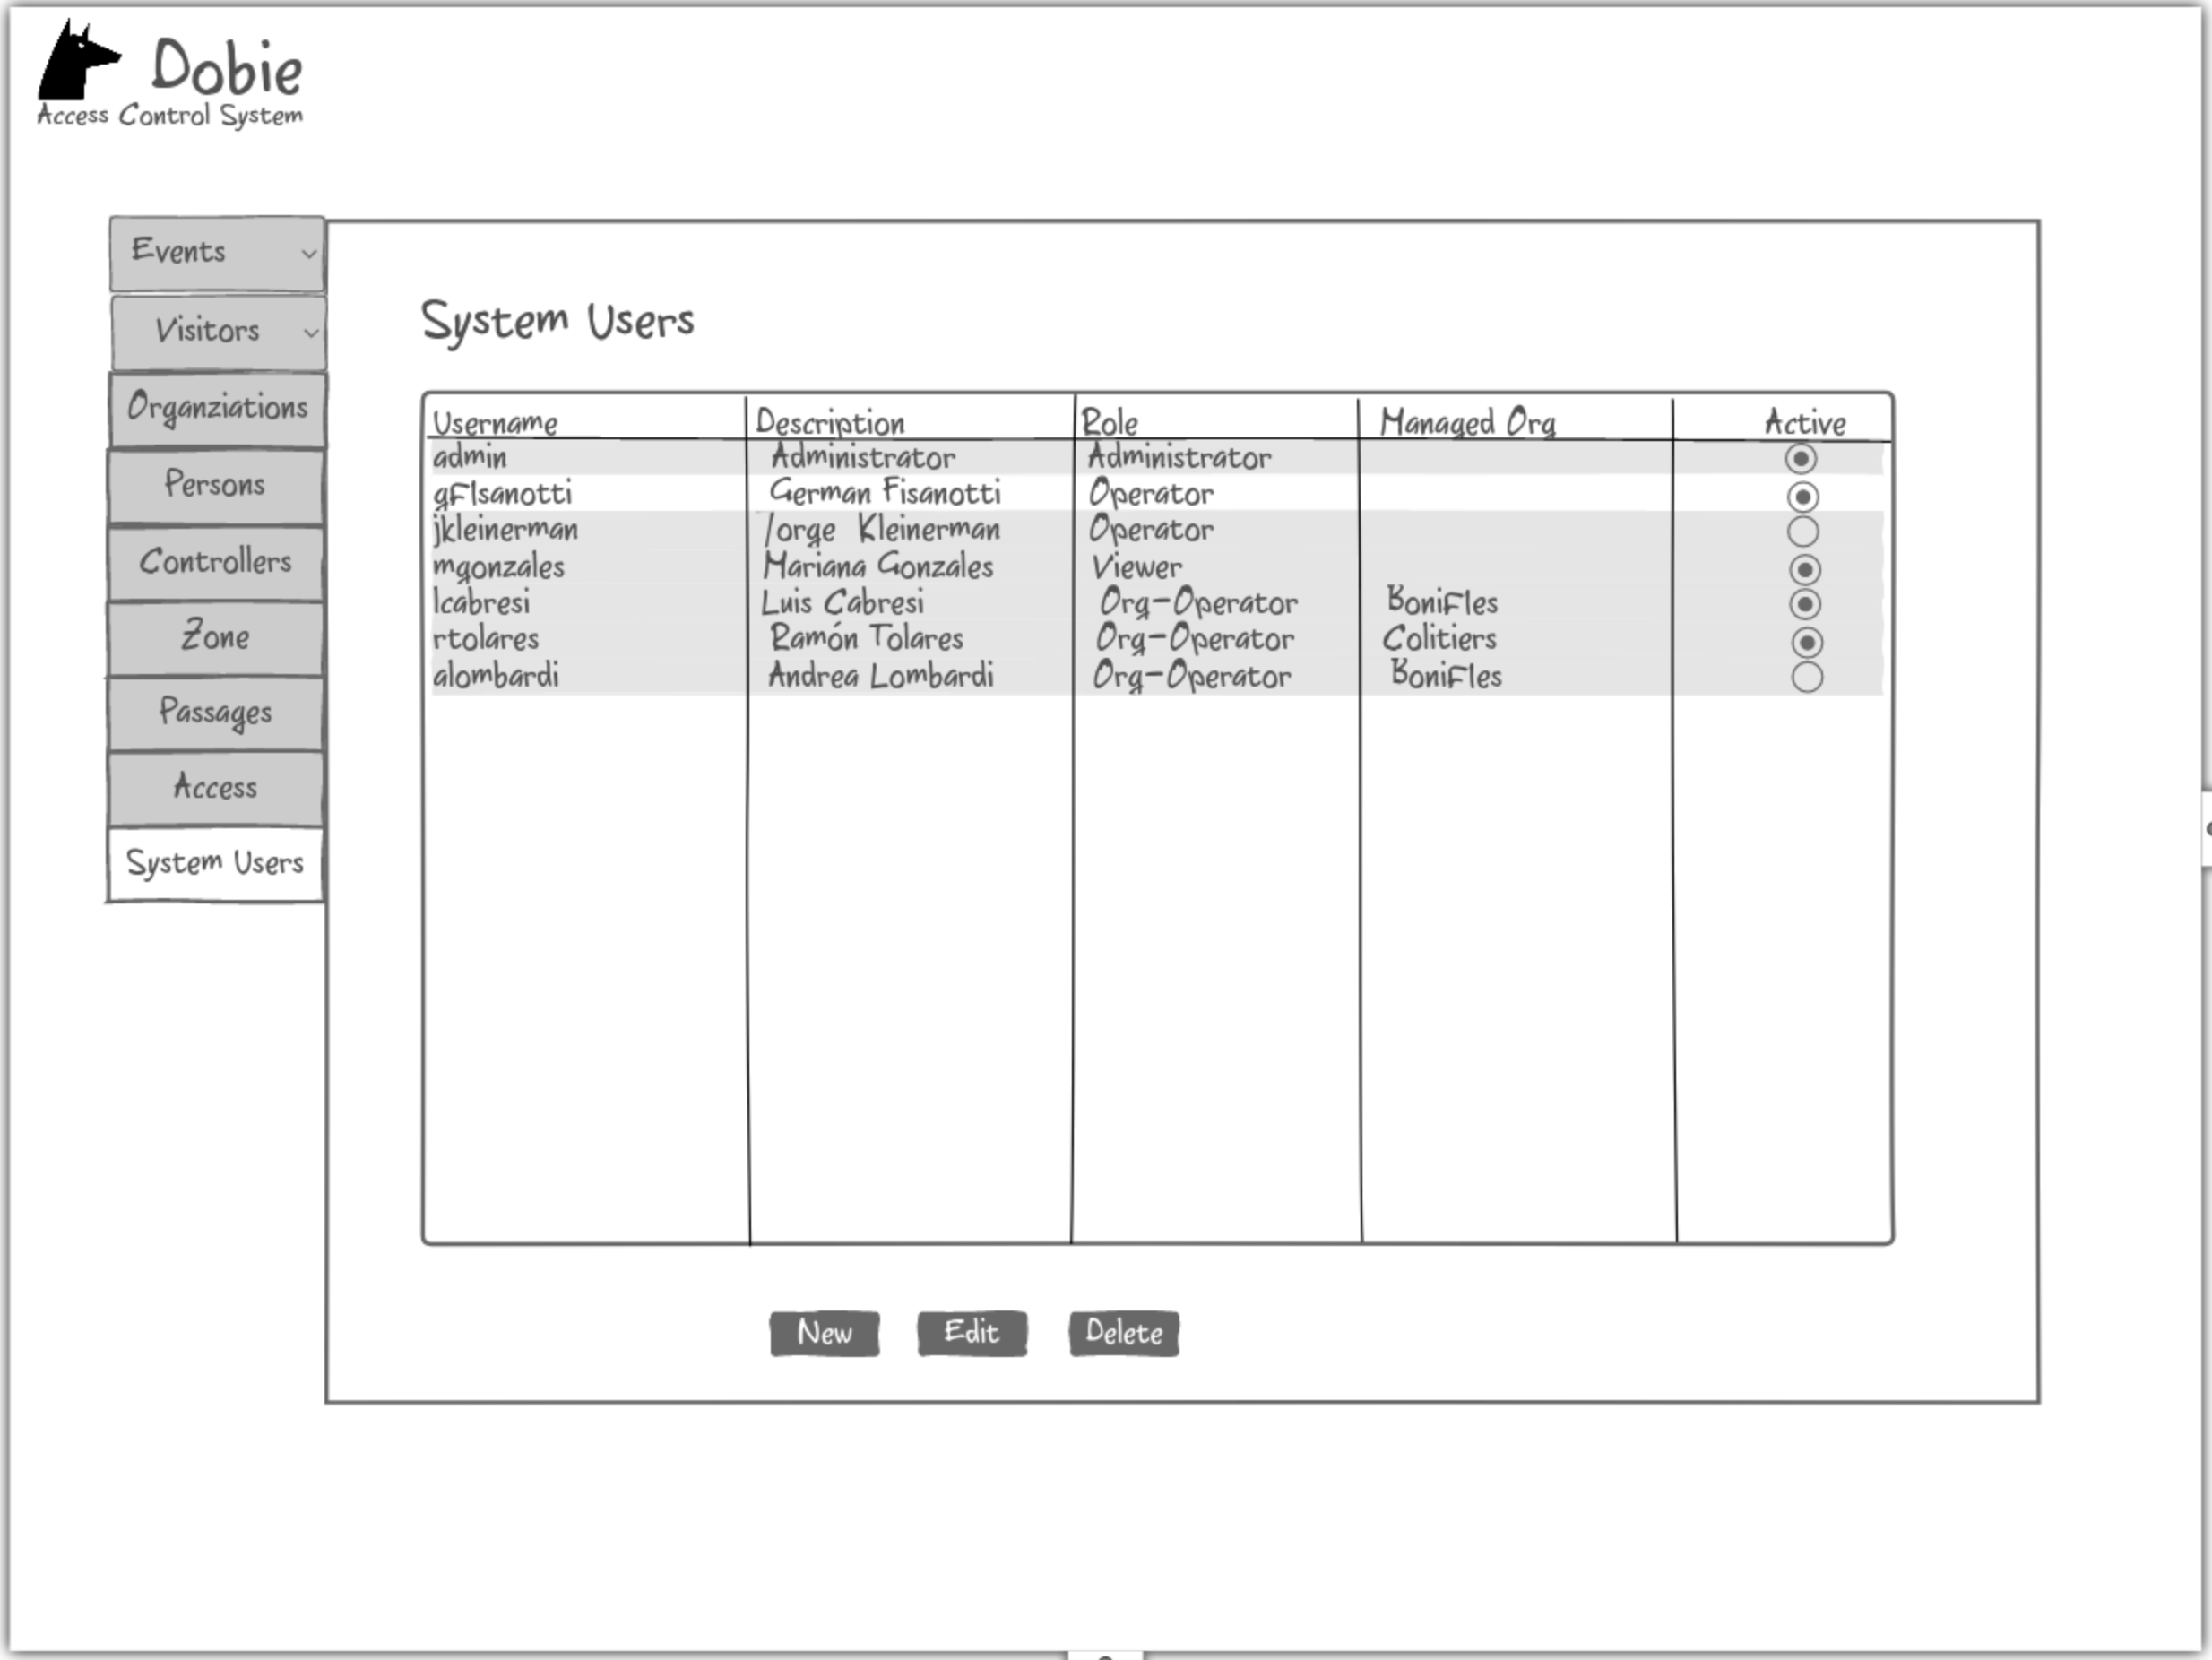 Dobie
Access Control System
Events
Visitors
Organziations
Persons
Controllers
Zone
Passages
Access
System Users
System Users
Username Description Role Managed Org Active
admin Administrator Administrator
gFIsanotti German Fisanotti Operator
jkleinerman Jorge Kleinerman Operator
mgonzales Mariana Gonzales Viewer
lcabresi Luis Cabresi Org-Operator BoniFles
rtolares Ramón Tolares Org-Operator Colitiers
alombardi Andrea Lombardi Org-Operator BoniFles
New Edit Delete